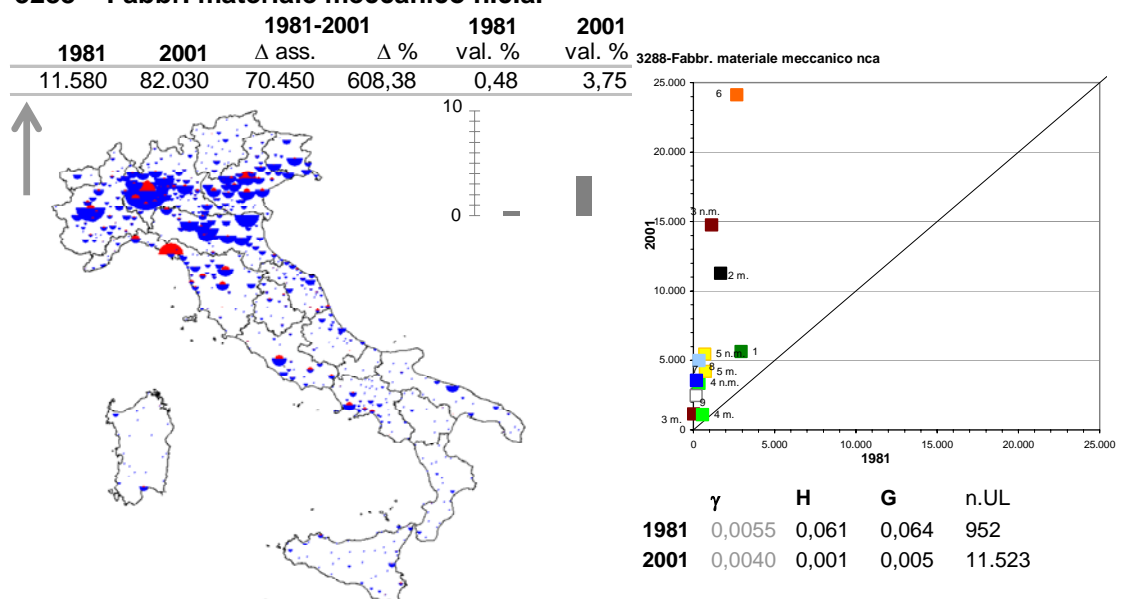 1981-2001 1981 2001
1981 2001 Δ ass. Δ % val. % val. %
11.580 82.030 70.450 608,38 0,48 3,75
10
0
3288-Fabbr. materiale meccanico nca
25.000
6
20.000
3 n.m.
15.000
2001
2 m.
10.000
5 n.m.
1
5.000
8
7
5 m.
4 n.m.
9
3 m.
4 m.
0
0 5.000 10.000 15.000 20.000 25.000
1981
γ H G n.UL
1981 0,0055 0,061 0,064 952
2001 0,0040 0,001 0,005 11.523